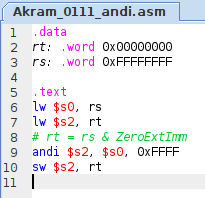 Akram_0111_andi.asm
1 .data
2 rt: .word 0x00000000
3 rs: .word 0xFFFFFFFF
4
5 .text
6 lw $s0, rs
7 lw $s2, rt
8 # rt = rs & ZeroExtImm
9 andi $s2, $s0, 0xFFFF
10 sw $s2, rt
11